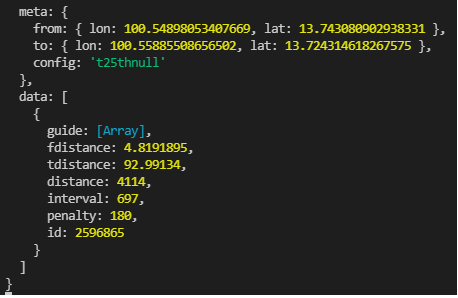 meta: {
from: { lon: 100.54898053407669, lat: 13.743080902938331 },
to: { lon: 100.55885508656502, lat: 13.724314618267575 },
config: 't25thnull'
},
data: [
{
guide: [Array],
fdistance: 4.8191895,
tdistance: 92.99134,
distance: 4114,
interval: 697,
penalty: 180,
id: 2596865
}
]
}